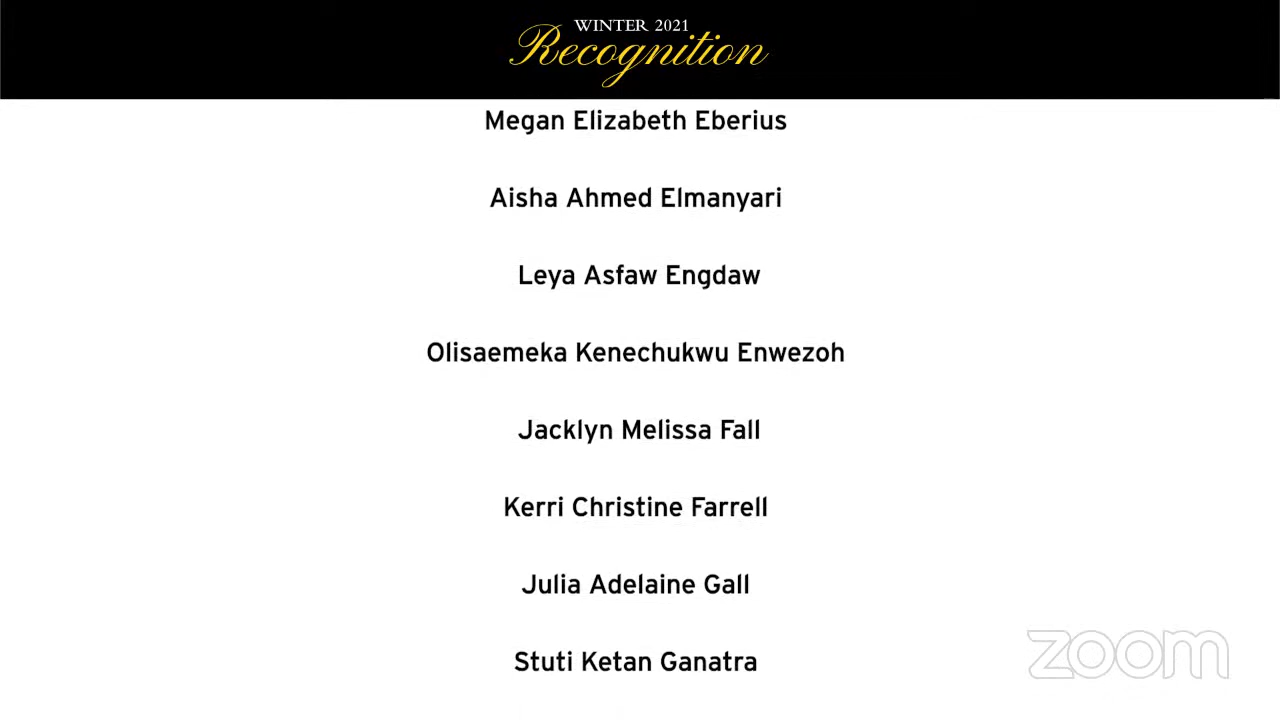 WINTER 2021
Recognition
Megan Elizabeth Eberius
Aisha Ahmed Elmanyari
Leya Asfaw Engdaw
Olisaemeka Kenechukwu Enwezoh
Jacklyn Melissa Fall
Kerri Christine Farrell
Julia Adelaine Gall
Stuti Ketan Ganatra
zoom